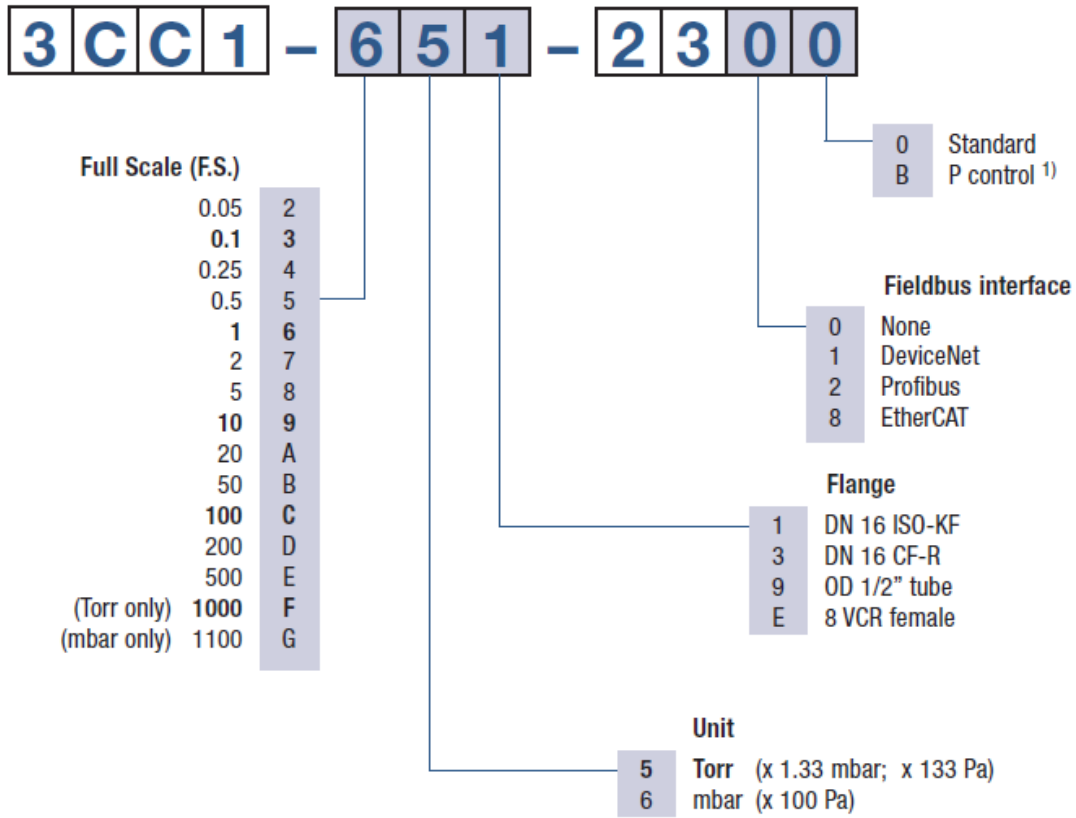 3CC1 – 651 – 2300
0 Standard
B P control 1)
Full Scale (F.S.)
0.05 2
0.1 3
0.25 4
0.5 5
1 6
2 7
5 8
10 9
20 A
50 B
100 C
200 D
500 E
(Torr only) 1000 F
(mbar only) 1100 G
Fieldbus interface
0 None
1 DeviceNet
2 Profibus
8 EtherCAT
Flange
1 DN 16 ISO-KF
3 DN 16 CF-R
9 OD 1/2” tube
E 8 VCR female
Unit
5 Torr (x 1.33 mbar; x 133 Pa)
6 mbar (x 100 Pa)